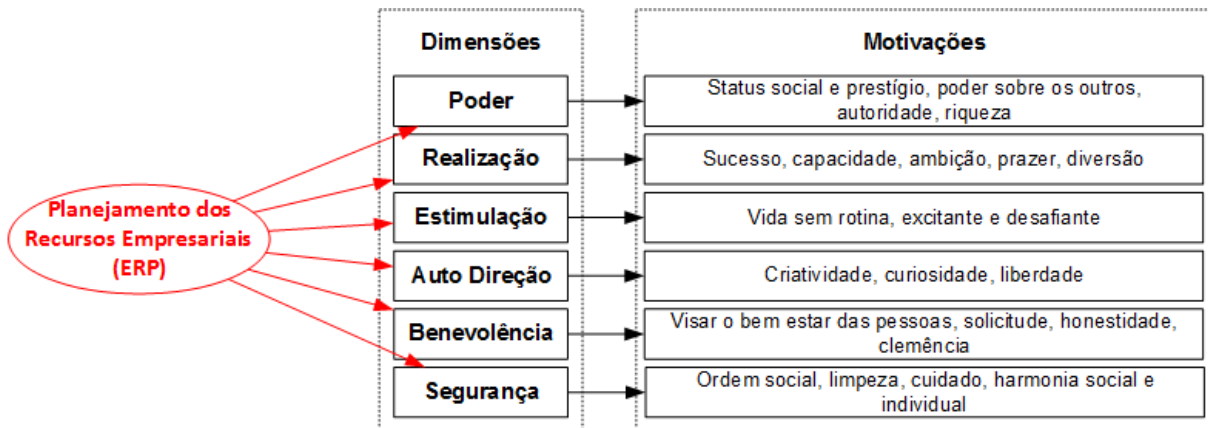 Dimensões
Motivações
Poder
Status social e prestígio, poder sobre os outros,
autoridade, riqueza
Realização
Sucesso, capacidade, ambição, prazer, diversão
Planejamento dos
Recursos Empresariais
(ERP)
Estimulação
Vida sem rotina, excitante e desafiante
Auto Direção
Criatividade, curiosidade, liberdade
Benevolência
Visar o bem estar das pessoas, solicitude, honestidade,
clemência
Segurança
Ordem social, limpeza, cuidado, harmonia social e
individual